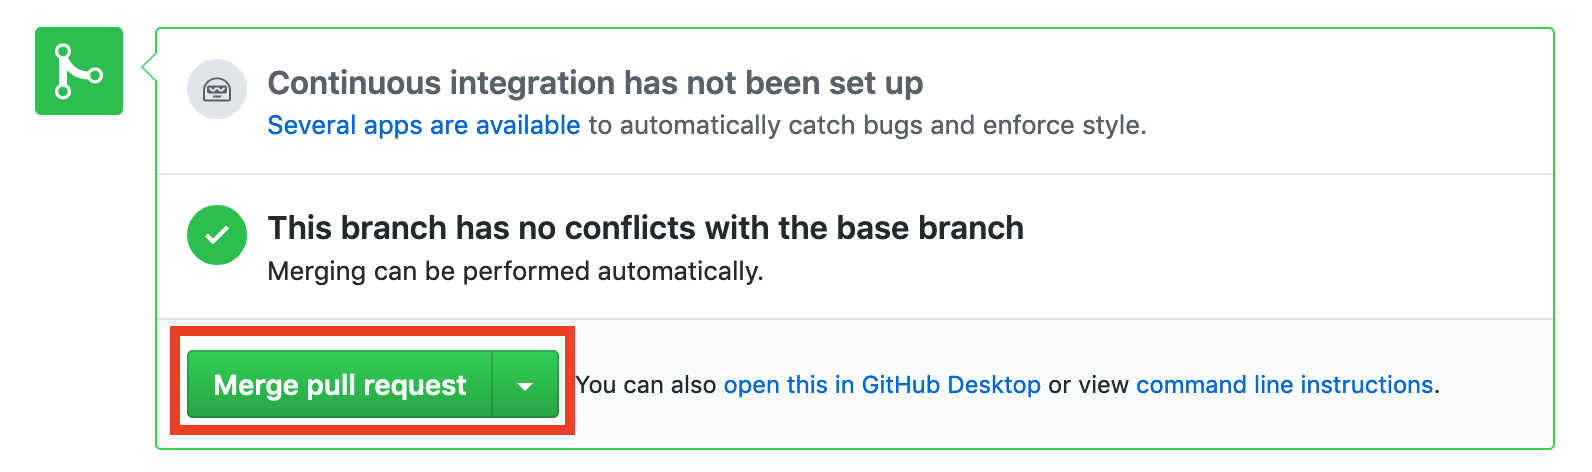 Continuous integration has not been set up
Several apps are available to automatically catch bugs and enforce style.
This branch has no conflicts with the base branch
Merging can be performed automatically.
Merge pull request You can also open this in GitHub Desktop or view command line instructions.